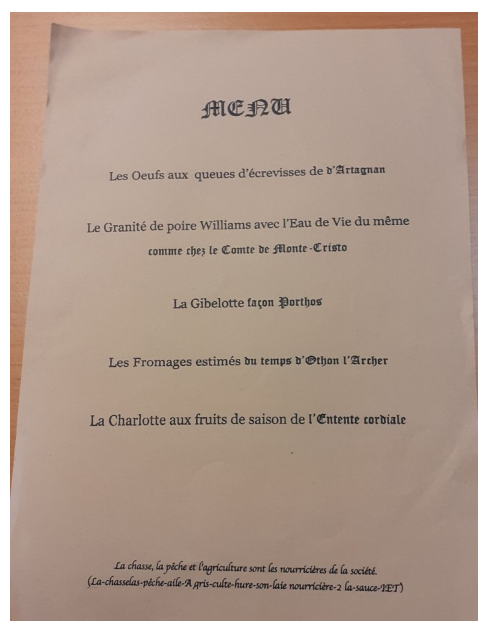 MENU
Les Oeufs aux queues d'écrevisses de d'Artagnan
Le Granité de poire Williams avec l'Eau de Vie du même
comme chez le Comte de Monte-Cristo
La Gibelotte façon Porthos
Les Fromages estimés du temps d'Othon l'Archer
La Charlotte aux fruits de saison de l'Entente cordiale
La chasse, la pêche et l'agriculture sont les nourricières de la société.
(La-chasselas-pêche-aile-A gris-culte-hure-son-laie nourricière-2 la-sauce-IET)